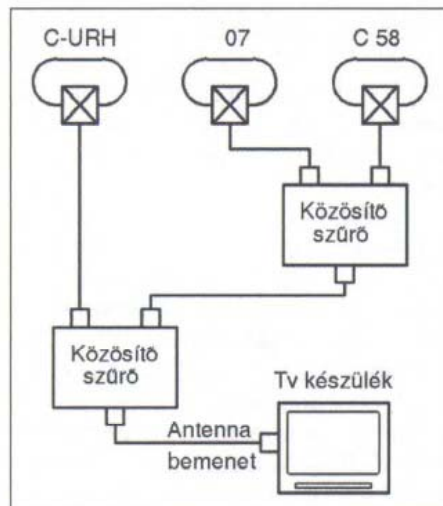 C-URH
07
C 58
Közösítő
szűrő
Közösítő
szűrő
Tv készülék
Antenna
bemenet